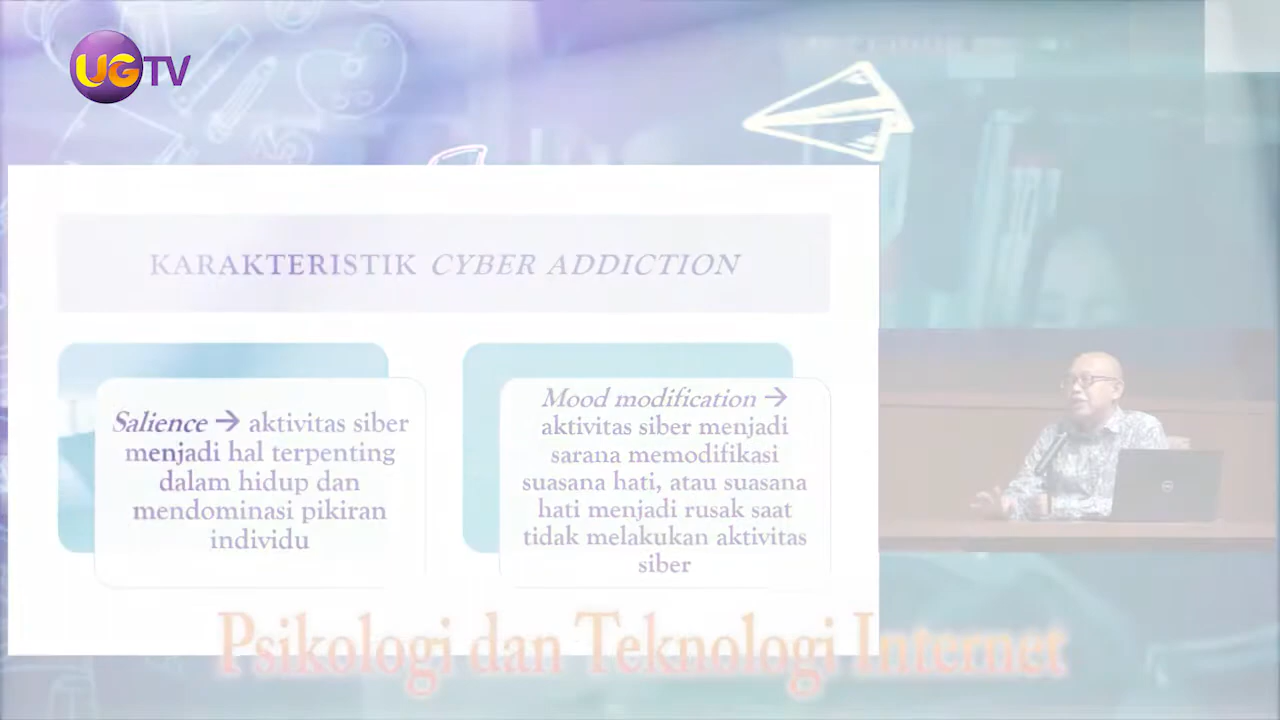 UGTV
KARAKTERISTIK CYBER ADDICTION
Salience → aktivitas siber
menjadi hal terpenting
dalam hidup dan
mendominasi pikiran
individu
Mood modification →
aktivitas siber menjadi
sarana memodifikasi
suasana hati, atau suasana
hati menjadi rusak saat
tidak melakukan aktivitas
siber
Psikologi dan Teknologi Internet